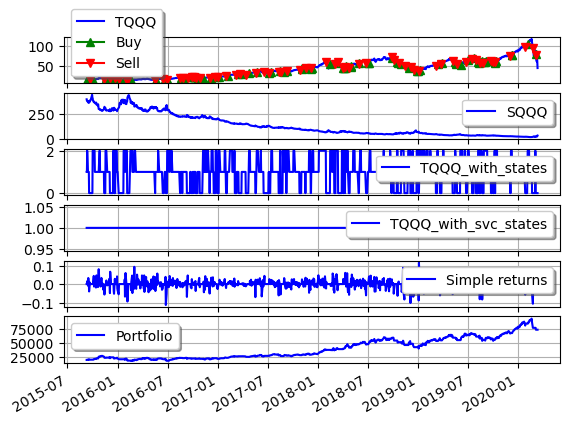 TQQQ
Buy
Sell
100
50
SQQQ
250
0
TQQQ_with_states
2
0
TQQQ_with_svc_states
1.05
1.00
0.95
Simple returns
0.1
0.0
−0.1
Portfolio
75000
50000
25000
2015-07 2016-01 2016-07 2017-01 2017-07 2018-01 2018-07 2019-01 2019-07 2020-01